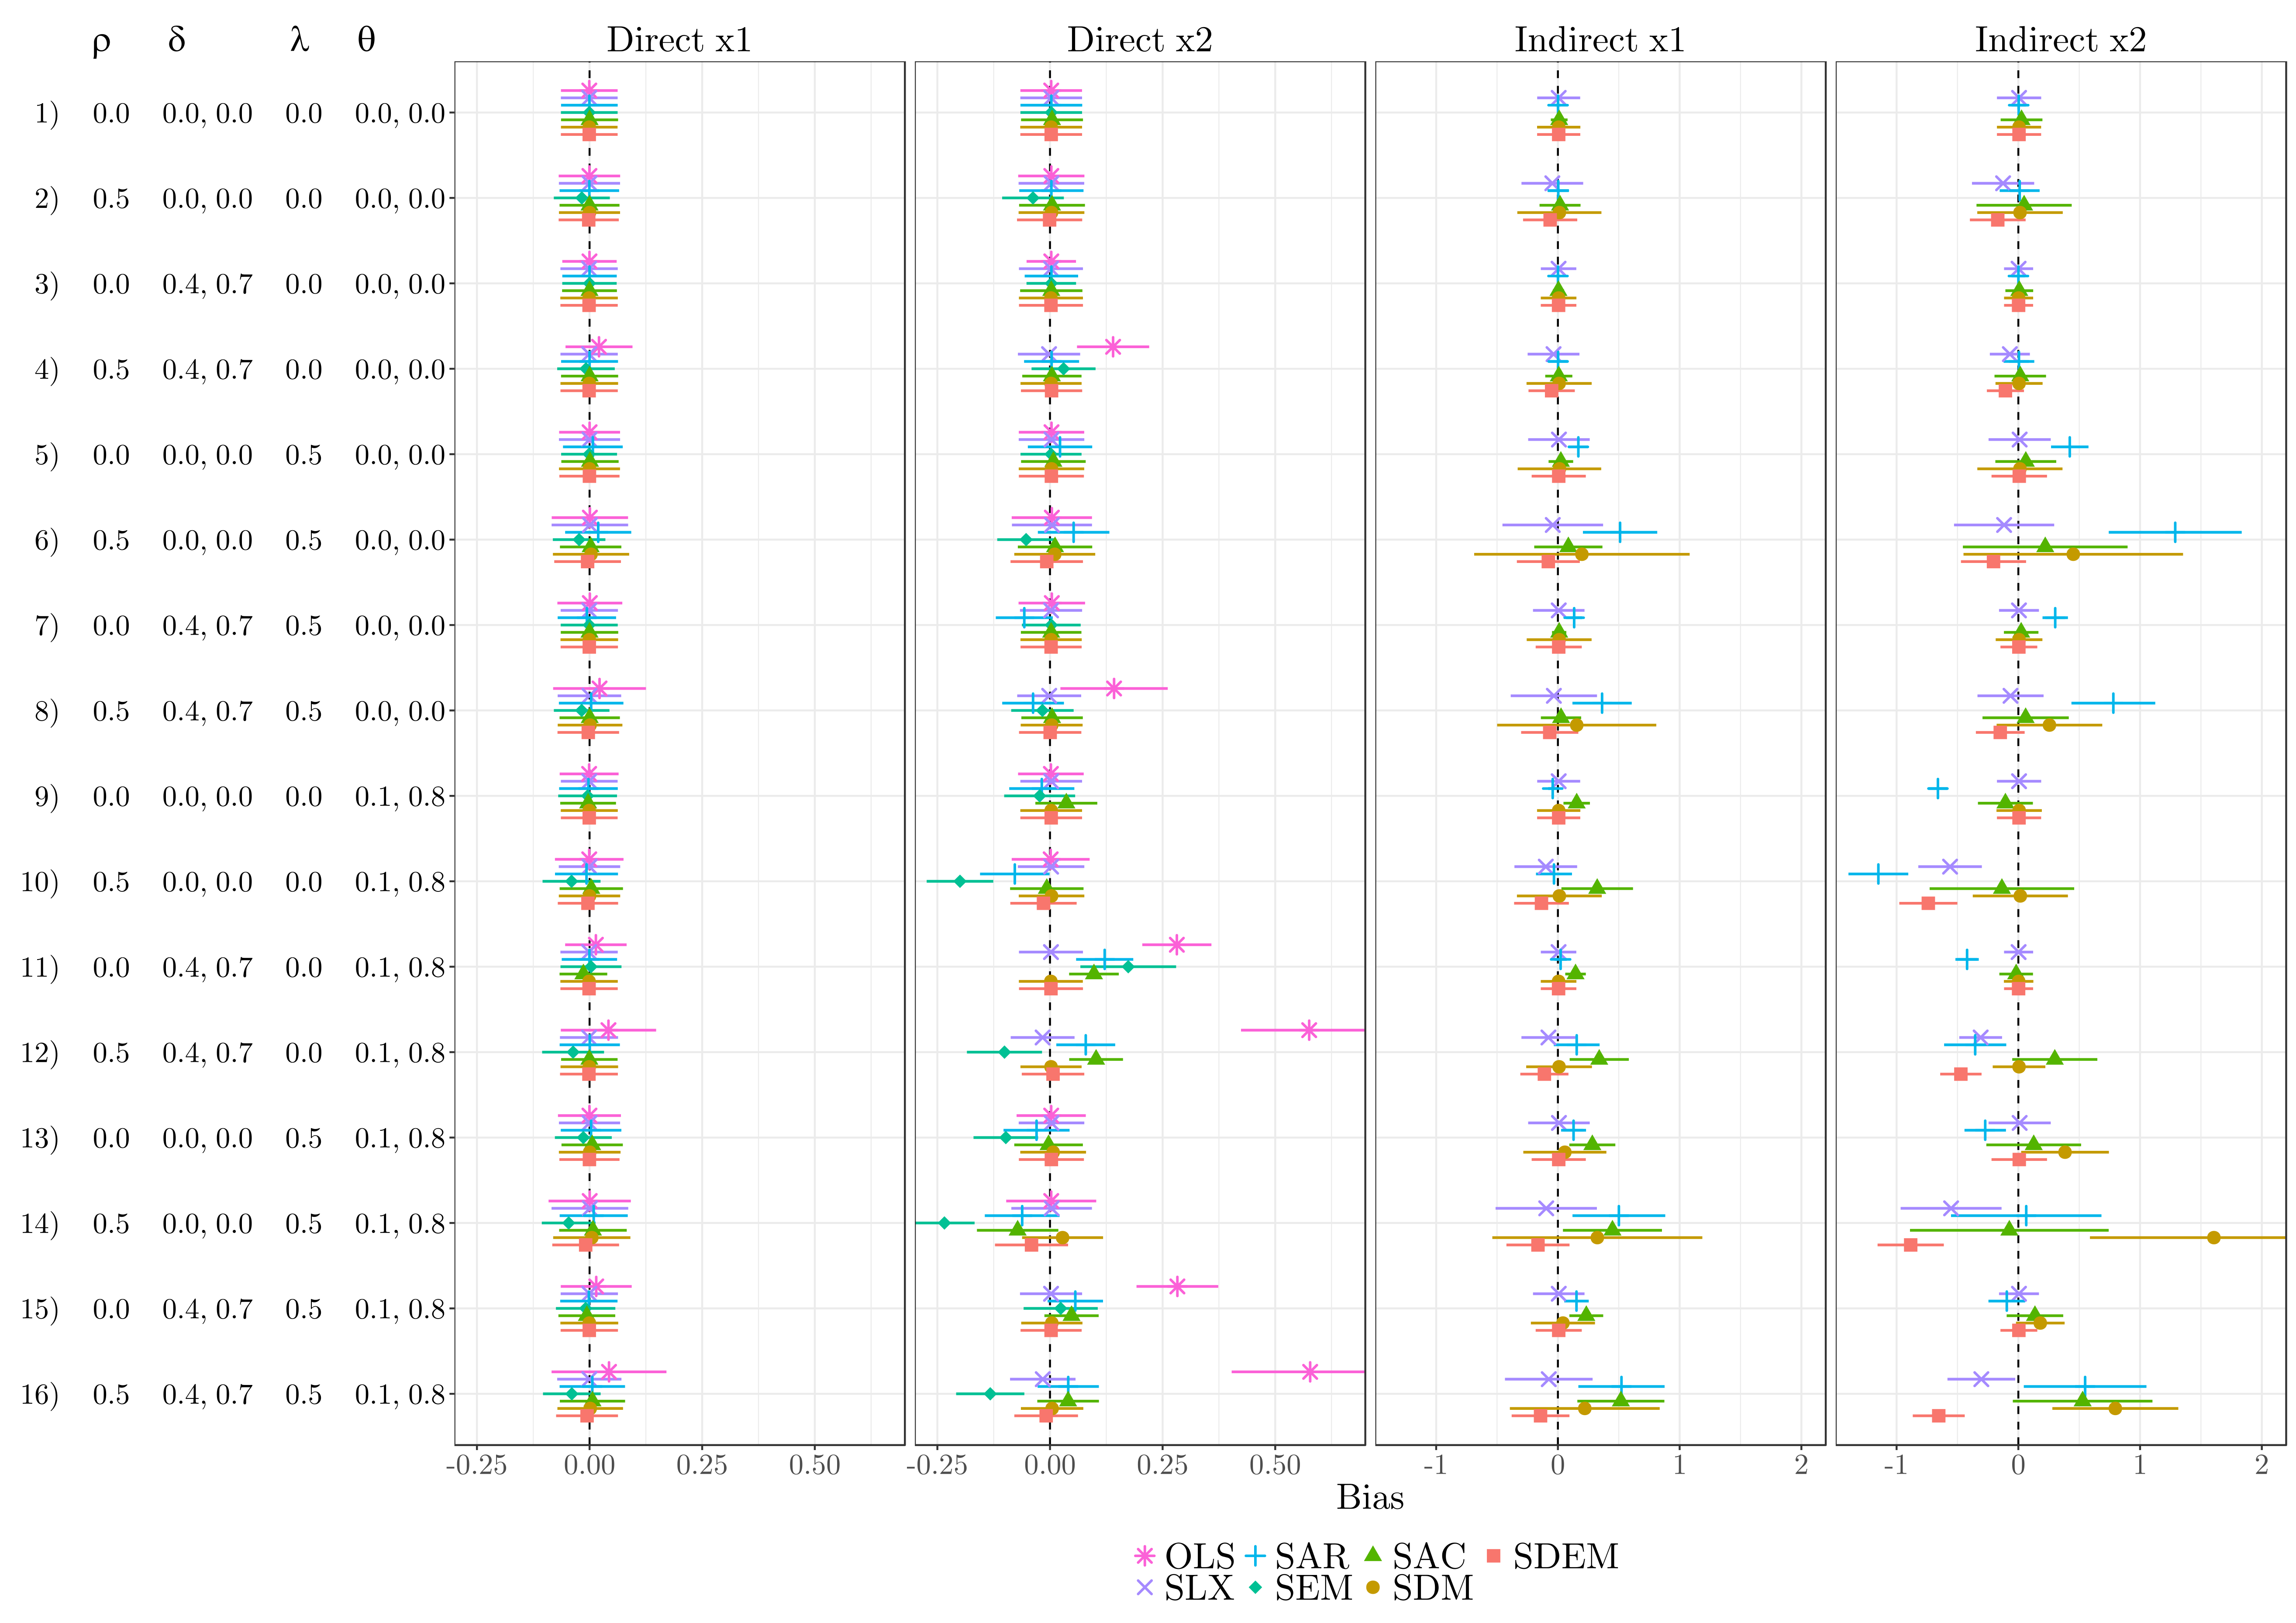 ρ δ λ θ Direct x1 Direct x2 Indirect x1 Indirect x2
1) 0.0 0.0, 0.0 0.0 0.0, 0.0
2) 0.5 0.0, 0.0 0.0 0.0, 0.0
3) 0.0 0.4, 0.7 0.0 0.0, 0.0
4) 0.5 0.4, 0.7 0.0 0.0, 0.0
5) 0.0 0.0, 0.0 0.5 0.0, 0.0
6) 0.5 0.0, 0.0 0.5 0.0, 0.0
7) 0.0 0.4, 0.7 0.5 0.0, 0.0
8) 0.5 0.4, 0.7 0.5 0.0, 0.0
9) 0.0 0.0, 0.0 0.0 0.1, 0.8
10) 0.5 0.0, 0.0 0.0 0.1, 0.8
11) 0.0 0.4, 0.7 0.0 0.1, 0.8
12) 0.5 0.4, 0.7 0.0 0.1, 0.8
13) 0.0 0.0, 0.0 0.5 0.1, 0.8
14) 0.5 0.0, 0.0 0.5 0.1, 0.8
15) 0.0 0.4, 0.7 0.5 0.1, 0.8
16) 0.5 0.4, 0.7 0.5 0.1, 0.8
-0.25 0.00 0.25 0.50 -0.25 0.00 0.25 0.50 -1 0 1 2 -1 0 1 2
Bias
OLS SAR SAC SDEM
SLX SEM SDM